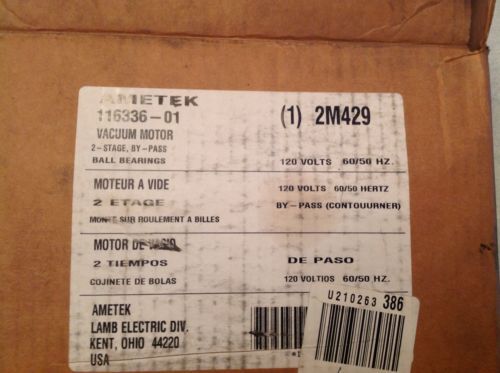 AMETEK
116336-01 (1) 2M429
VACUUM MOTOR
2-STAGE, BY-PASS
BALL BEARINGS 120 VOLTS 60/50 HZ.
MOTEUR A VIDE 120 VOLTS 60/50 HERTZ
2 ETAGE BY-PASS (CONTOUURNER)
MONTE SUR ROULEMENT A BILLES
MOTOR DE VACIO
2 TIEMPOS DE PASO
COJINETE DE BOLAS 120 VOLTIOS 60/50 HZ.
AMETEK
LAMB ELECTRIC DIV.
KENT, OHIO 44220
USA
U210263 386